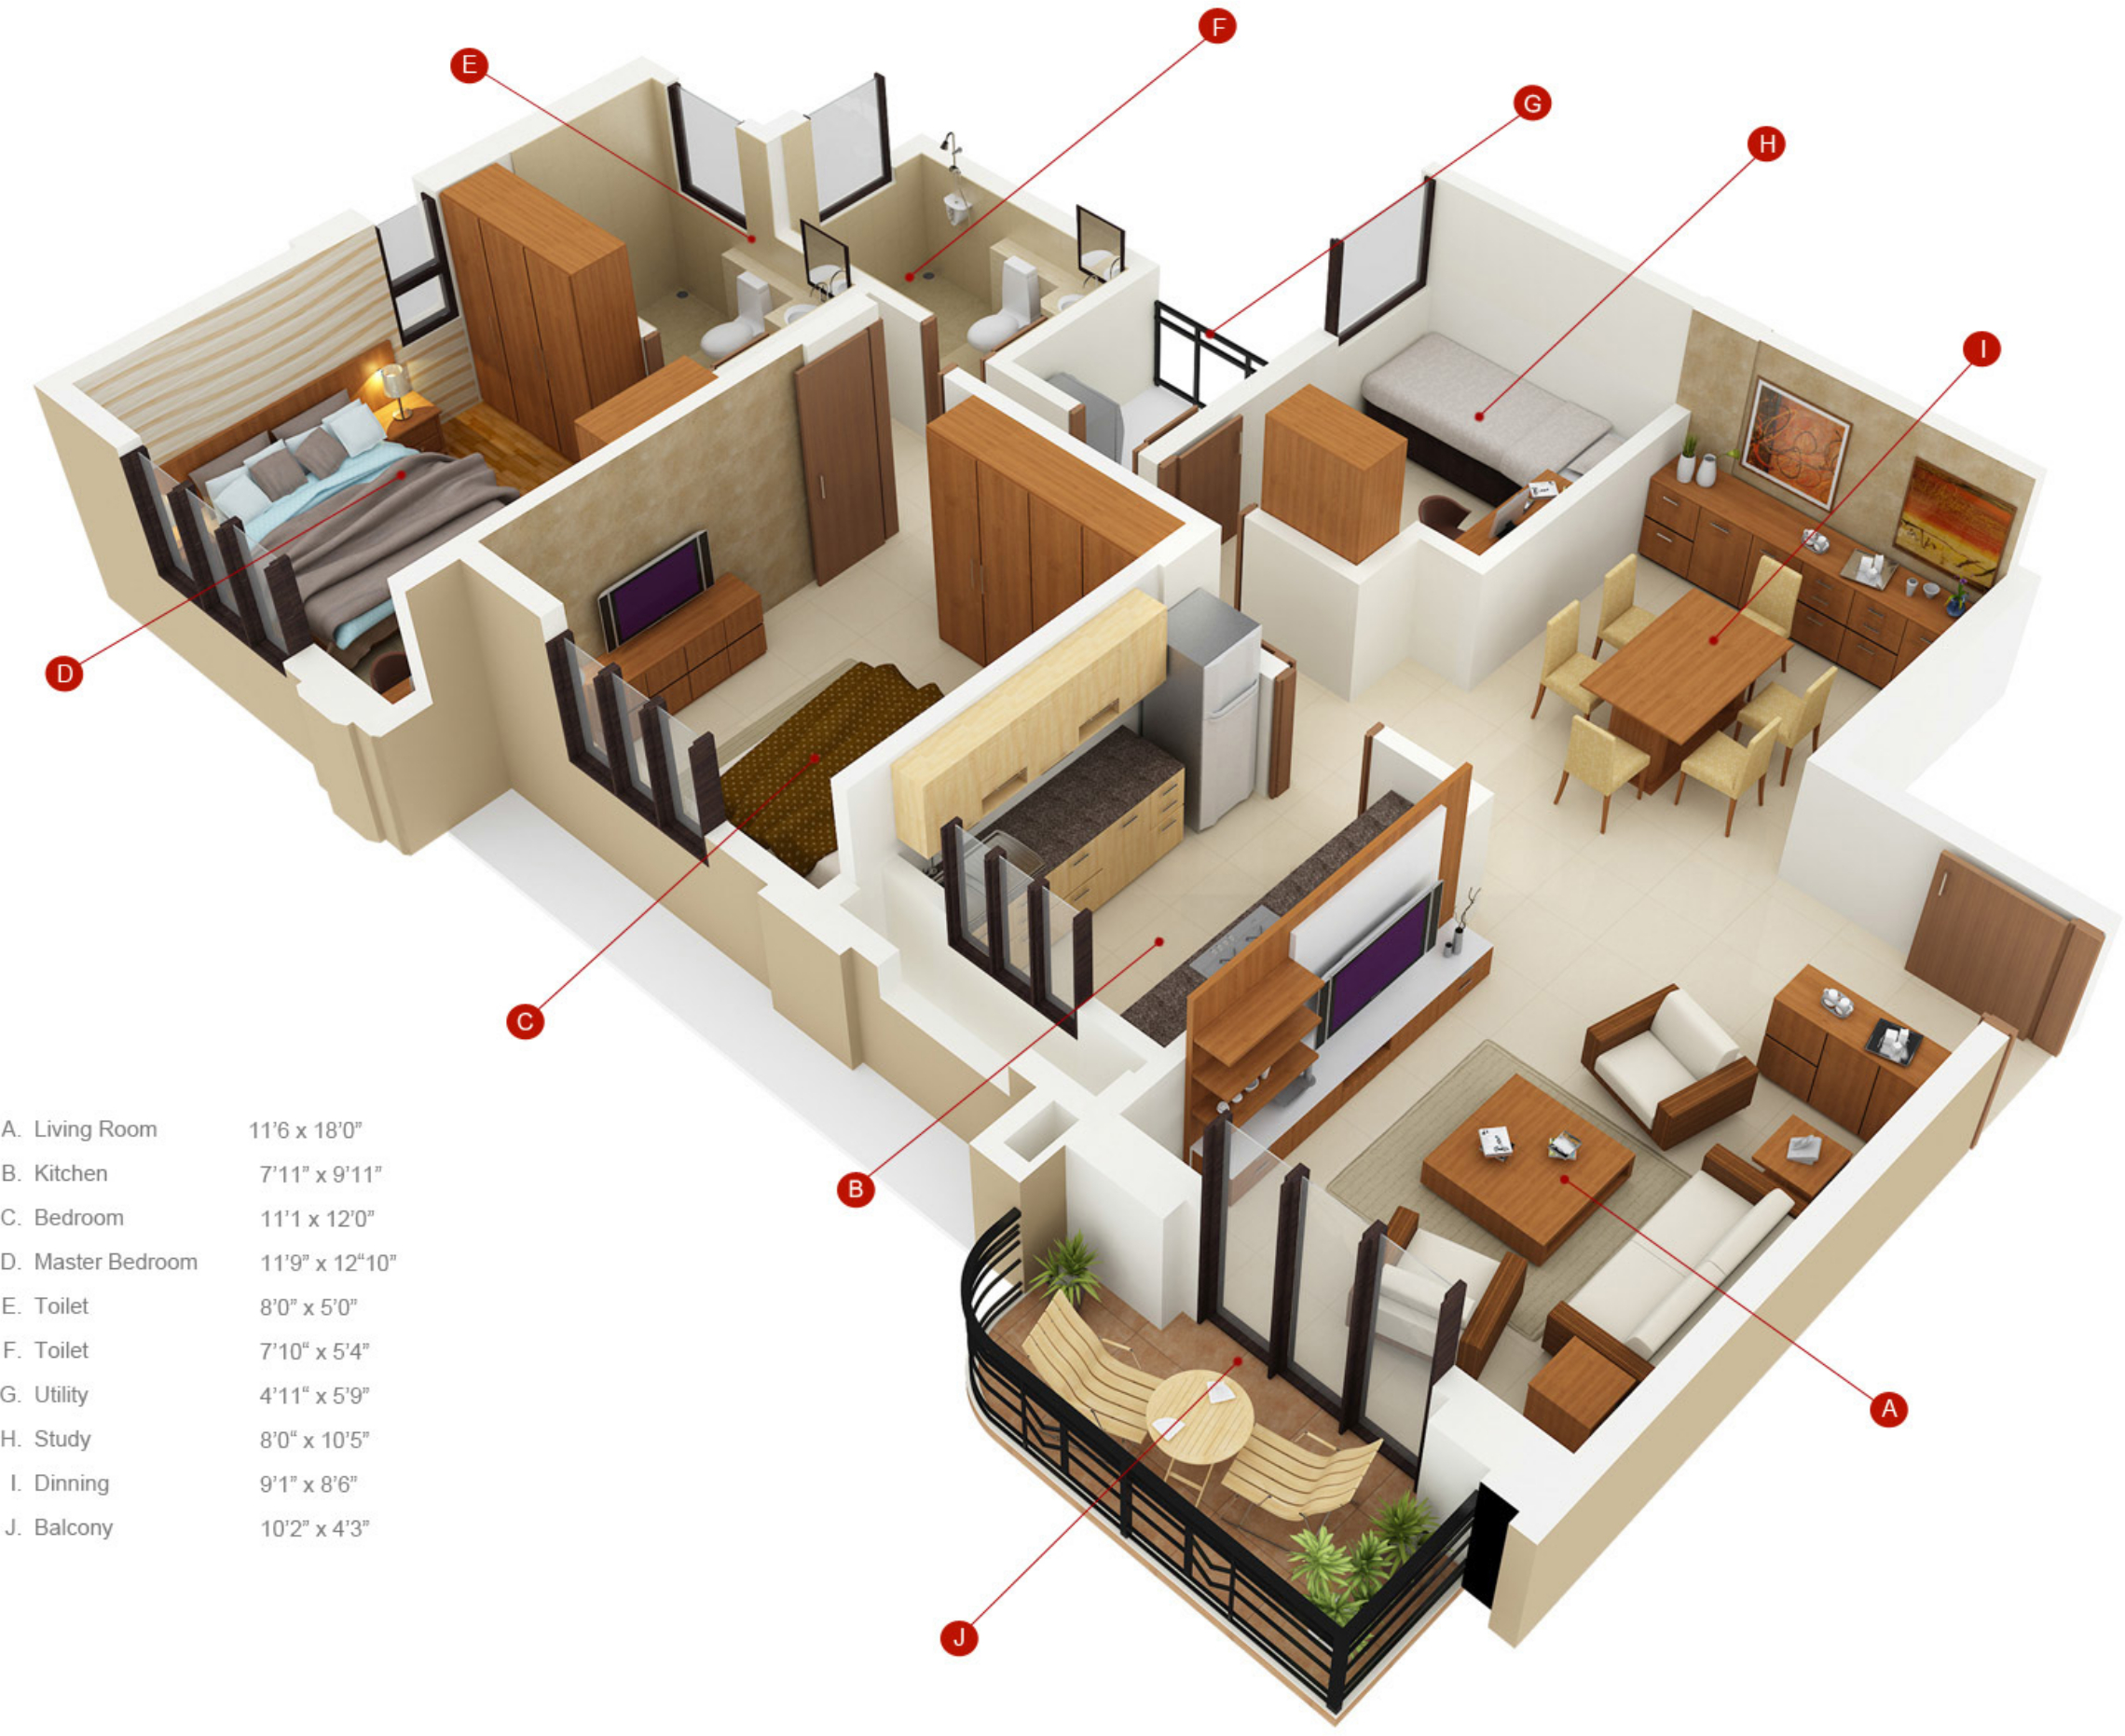 E
F
G
H
I
D
C
B
A
J
A. Living Room 11’6 x 18’0”
B. Kitchen 7’11” x 9’11”
C. Bedroom 11’1 x 12’0”
D. Master Bedroom 11’9” x 12“10”
E. Toilet 8’0” x 5’0”
F. Toilet 7’10“ x 5’4”
G. Utility 4’11“ x 5’9”
H. Study 8’0“ x 10’5”
I. Dinning 9’1” x 8’6”
J. Balcony 10’2” x 4’3”